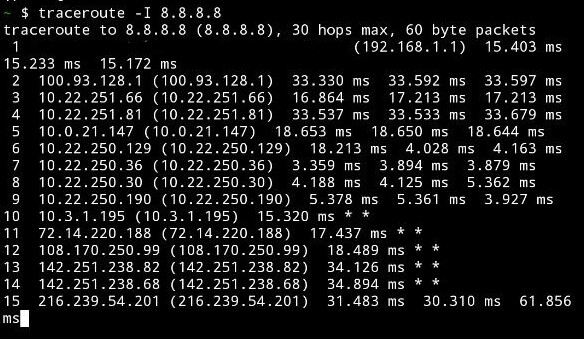 ~ $ traceroute -I 8.8.8.8
traceroute to 8.8.8.8 (8.8.8.8), 30 hops max, 60 byte packets
1 (192.168.1.1) 15.403 ms
15.233 ms 15.172 ms
2 100.93.128.1 (100.93.128.1) 33.330 ms 33.592 ms 33.597 ms
3 10.22.251.66 (10.22.251.66) 16.864 ms 17.213 ms 17.213 ms
4 10.22.251.81 (10.22.251.81) 33.537 ms 33.533 ms 33.679 ms
5 10.0.21.147 (10.0.21.147) 18.653 ms 18.650 ms 18.644 ms
6 10.22.250.129 (10.22.250.129) 18.213 ms 4.028 ms 4.163 ms
7 10.22.250.36 (10.22.250.36) 3.359 ms 3.894 ms 3.879 ms
8 10.22.250.30 (10.22.250.30) 4.188 ms 4.125 ms 5.362 ms
9 10.22.250.190 (10.22.250.190) 5.378 ms 5.361 ms 3.927 ms
10 10.3.1.195 (10.3.1.195) 15.320 ms * *
11 72.14.220.188 (72.14.220.188) 17.437 ms * *
12 108.170.250.99 (108.170.250.99) 18.489 ms * *
13 142.251.238.82 (142.251.238.82) 34.126 ms * *
14 142.251.238.68 (142.251.238.68) 34.894 ms * *
15 216.239.54.201 (216.239.54.201) 31.483 ms 30.310 ms 61.856
ms